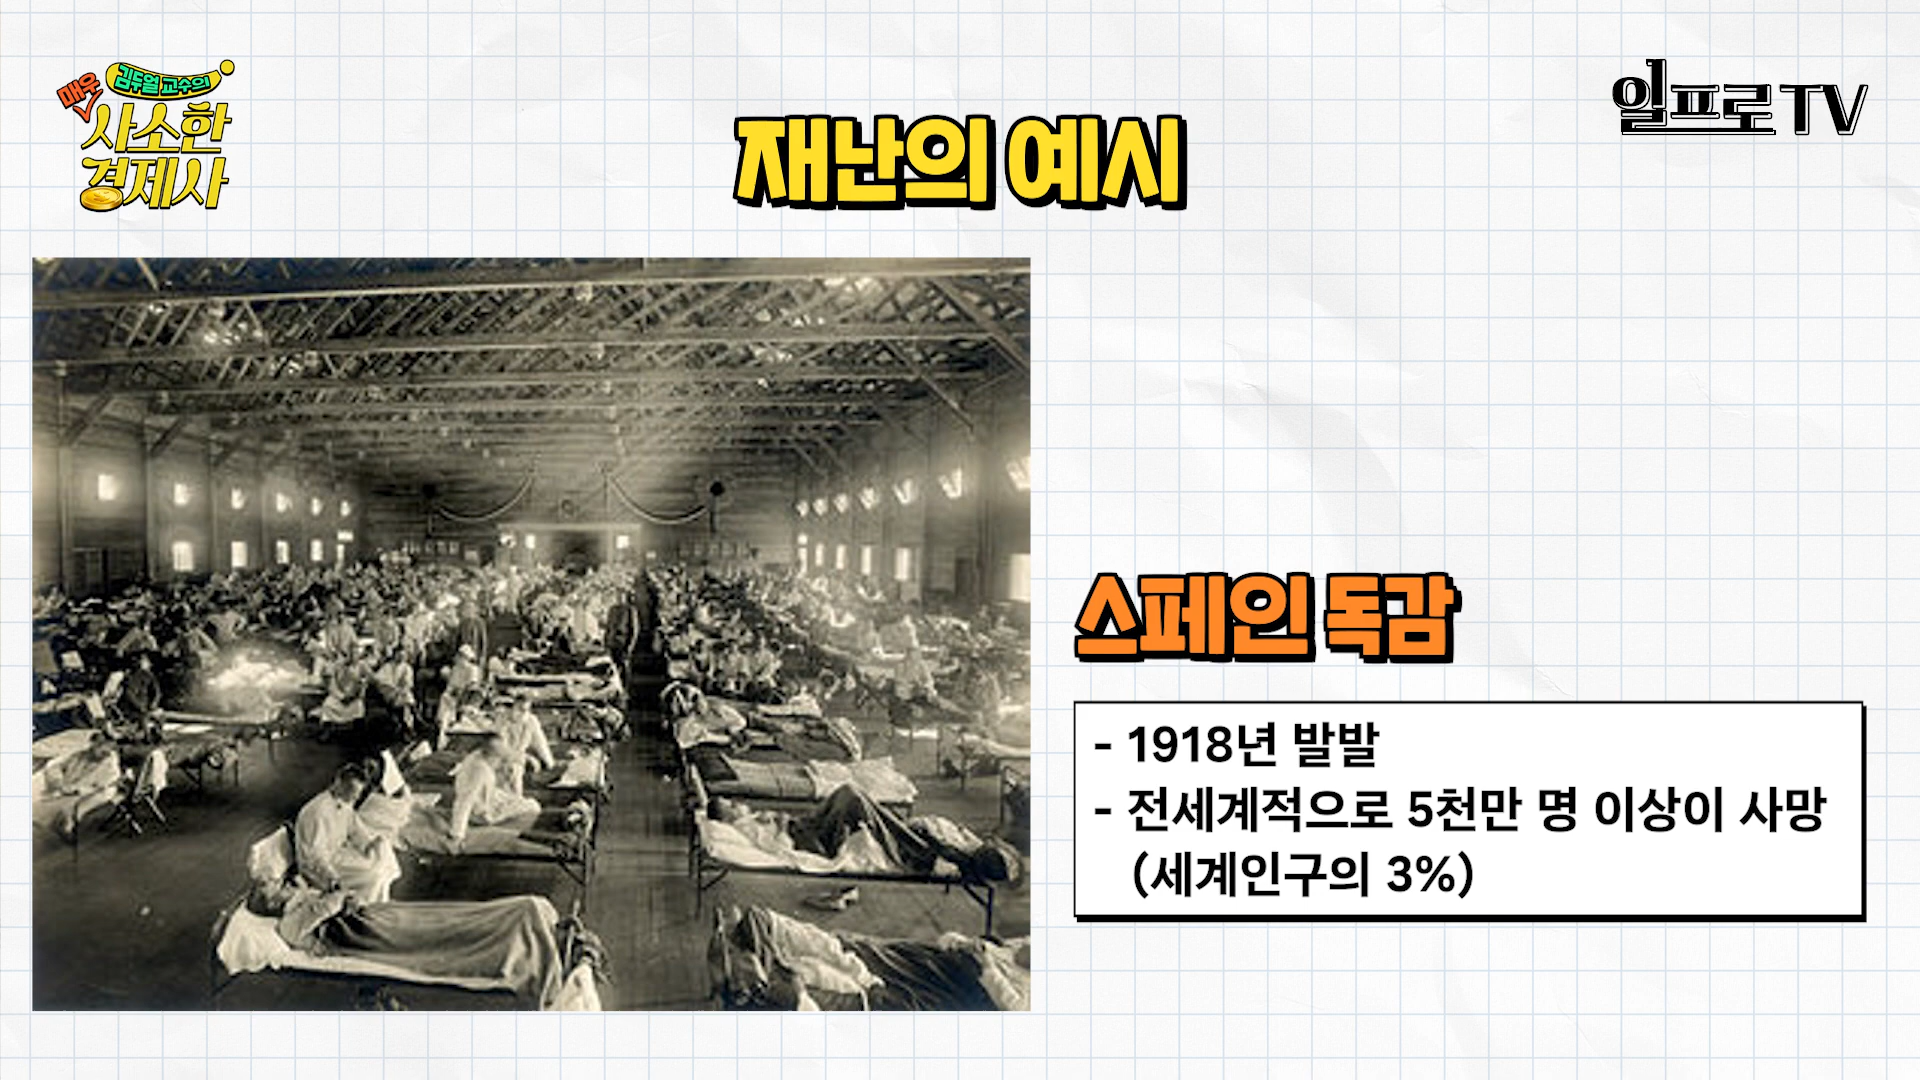 매우
김두얼 교수의
사소한
경제사
일프로TV
재난의 예시
스페인 독감
- 1918년 발발
- 전세계적으로 5천만 명 이상이 사망
(세계인구의 3%)